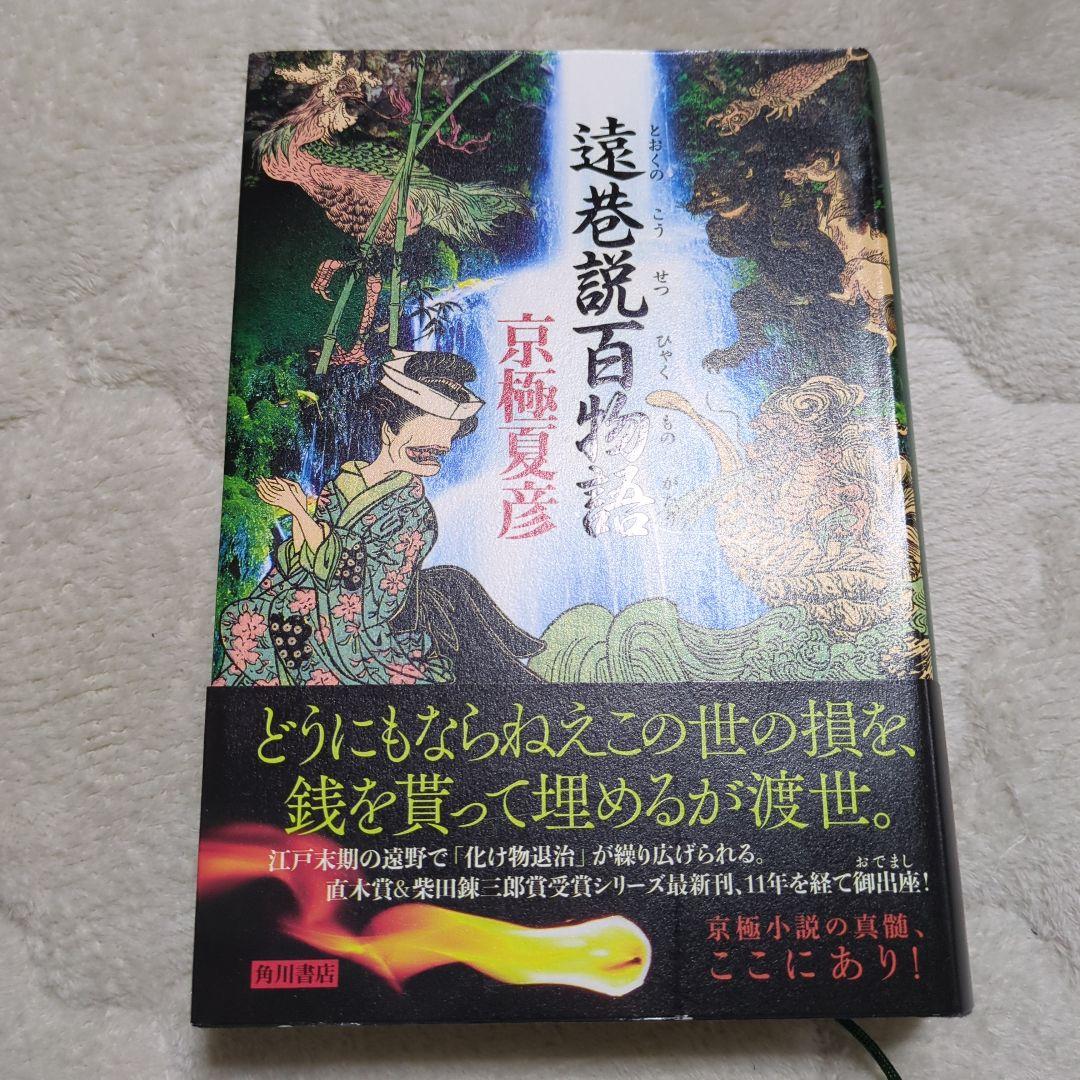 遠巷説百物語
とおくの こう せつ ひゃく もの がたり
京極夏彦
どうにもならねえこの世の損を、
銭を貰って埋めるが渡世。
江戸末期の遠野で「化け物退治」が繰り広げられる。
おでまし
直木賞&柴田錬三郎賞受賞シリーズ最新刊、11年を経て御出座!
京極小説の真髄、
ここにあり!
角川書店